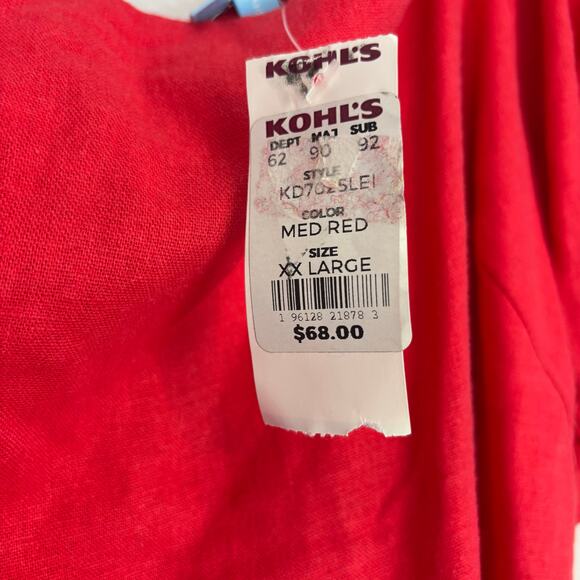 KOHL'S
KOHL'S
DEPT MAJ SUB
62 90 92
STYLE
COLOR
MED RED
SIZE
XX LARGE
1 96128 21878 3
$68.00